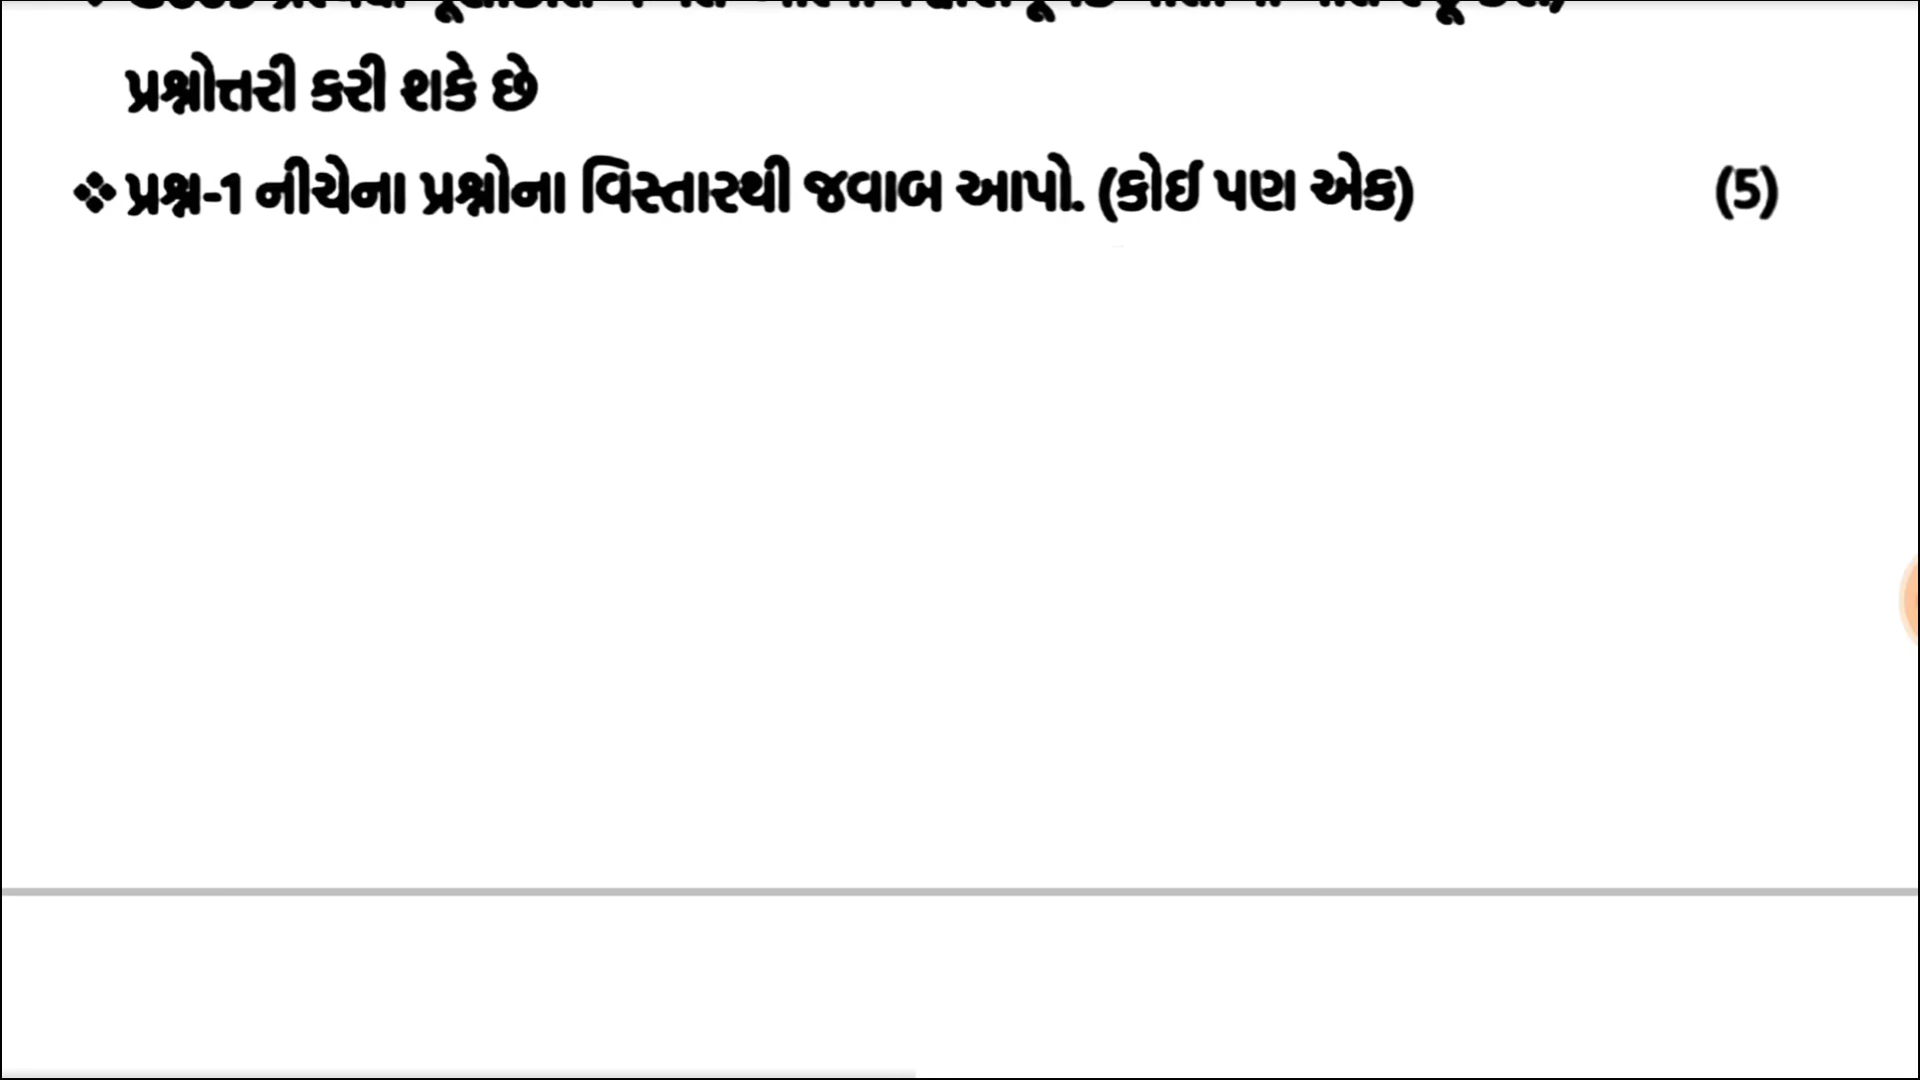 પ્રશ્નોત્તરી કરી શકે છે
❖ પ્રશ્ન-1 નીચેના પ્રશ્નોના વિસ્તારથી જવાબ આપો. (કોઈ પણ એક) (5)